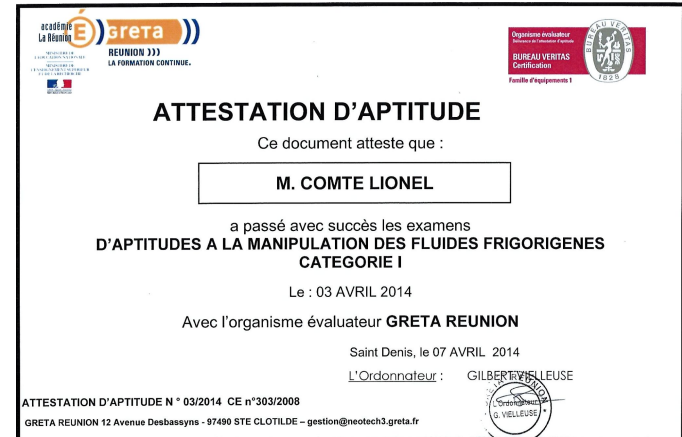 académie
La Réunion
É
greta
REUNION )))
LA FORMATION CONTINUE.
Organisme évaluateur
BUREAU VERITAS
Certification
Famille d'équipements 1
BUREAU VERITAS
1828
ATTESTATION D'APTITUDE
Ce document atteste que :
M. COMTE LIONEL
a passé avec succès les examens
D'APTITUDES A LA MANIPULATION DES FLUIDES FRIGORIGENES
CATEGORIE I
Le : 03 AVRIL 2014
Avec l'organisme évaluateur GRETA REUNION
Saint Denis, le 07 AVRIL 2014
L'Ordonnateur : GILBERT VIELLEUSE
GRETA REUNION
L'Ordonnateur
G. VIELLEUSE
ATTESTATION D'APTITUDE N ° 03/2014 CE n°303/2008
GRETA REUNION 12 Avenue Desbassyns - 97490 STE CLOTILDE – gestion@neotech3.greta.fr